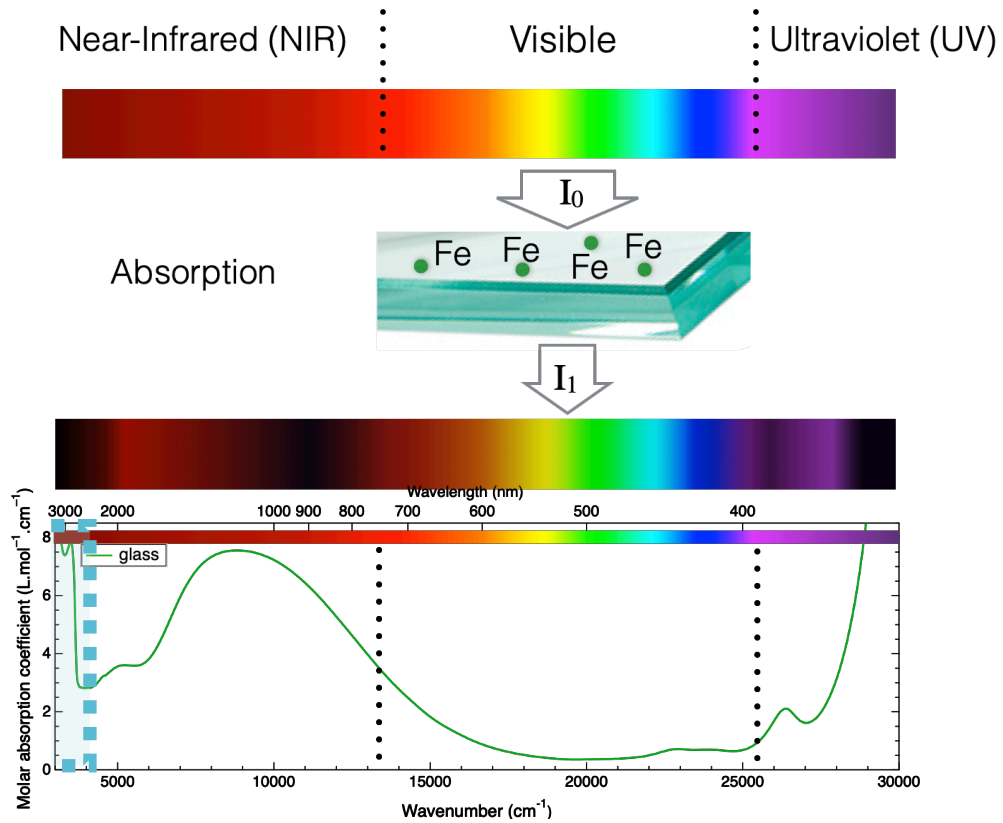 Near-Infrared (NIR)
Visible
Ultraviolet (UV)
I₀
Absorption
Fe
Fe
Fe
Fe
I₁
Wavelength (nm)
3000 2000 1000 900 800 700 600 500 400
Molar absorption coefficient (L.mol⁻¹.cm⁻¹)
8
6
4
2
0
glass
5000 10000 15000 20000 25000 30000
Wavenumber (cm⁻¹)